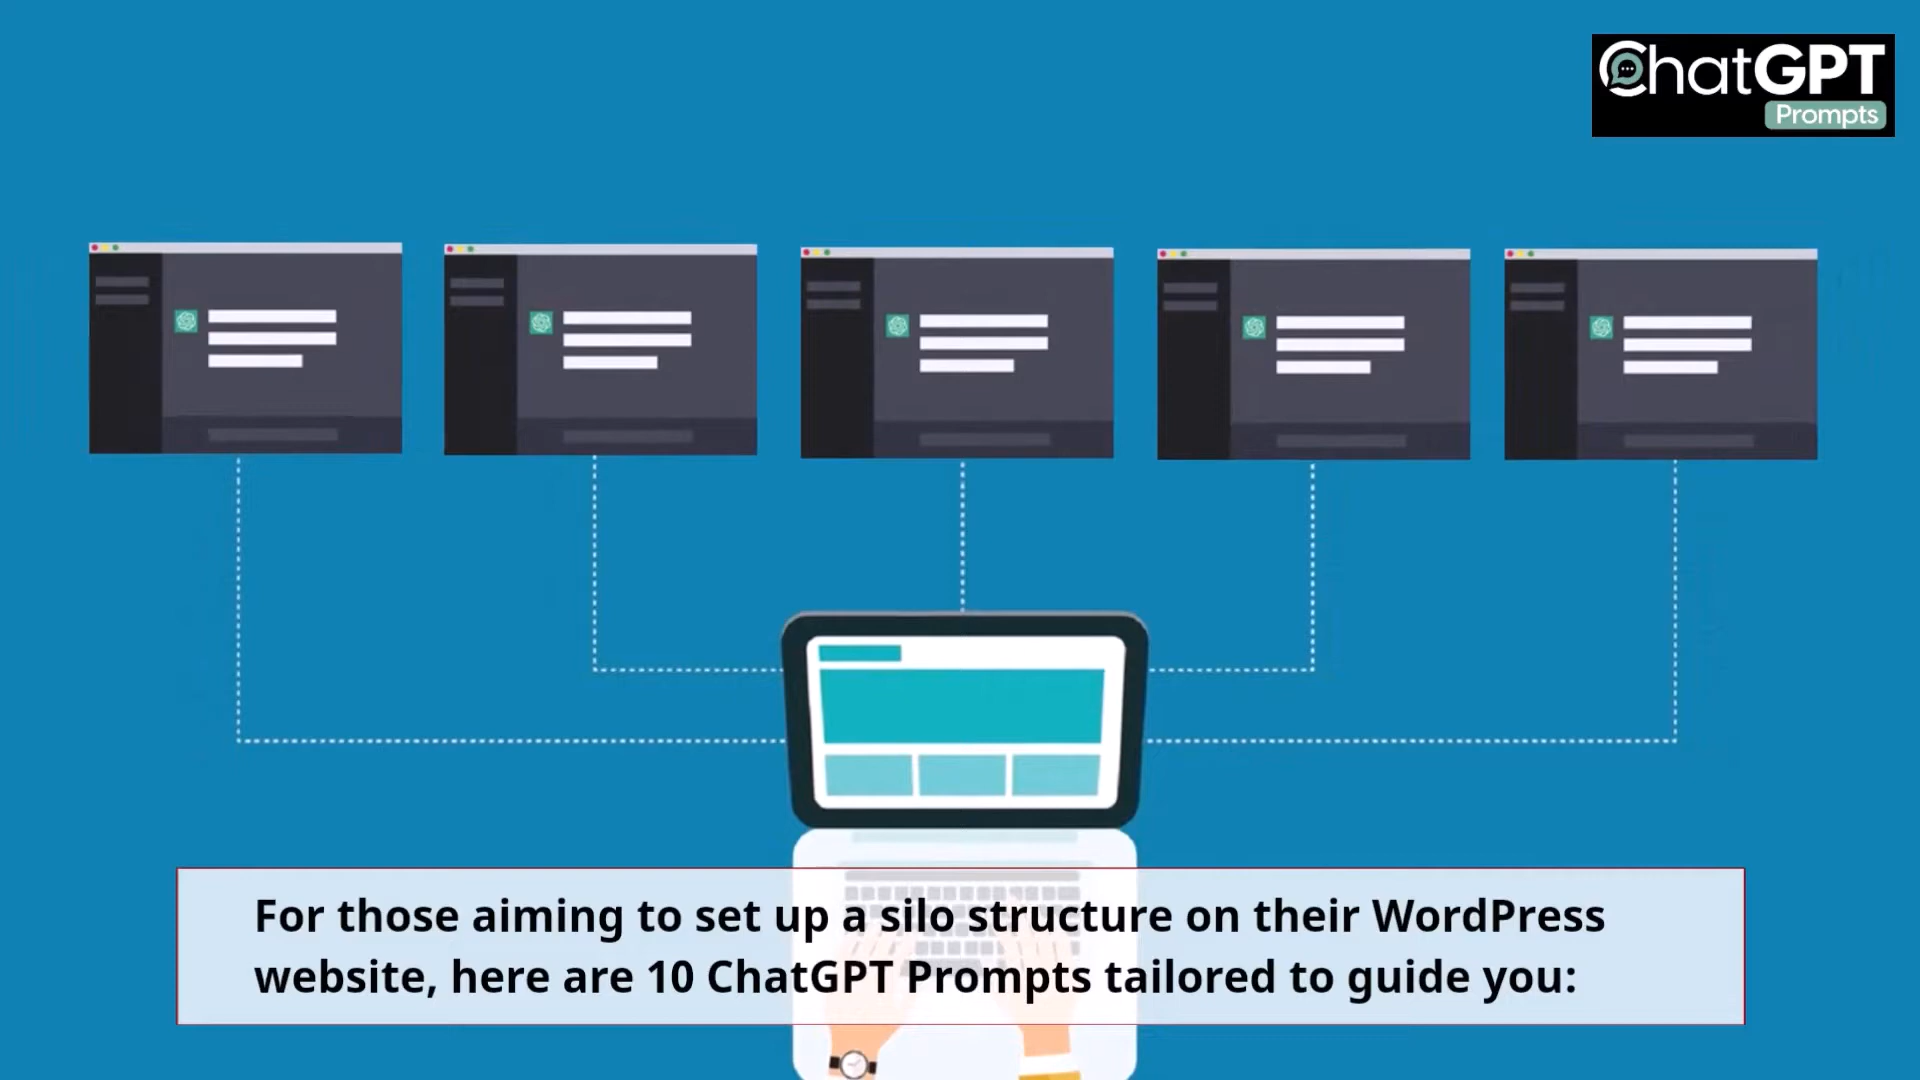 ChatGPT
Prompts
For those aiming to set up a silo structure on their WordPress
website, here are 10 ChatGPT Prompts tailored to guide you: